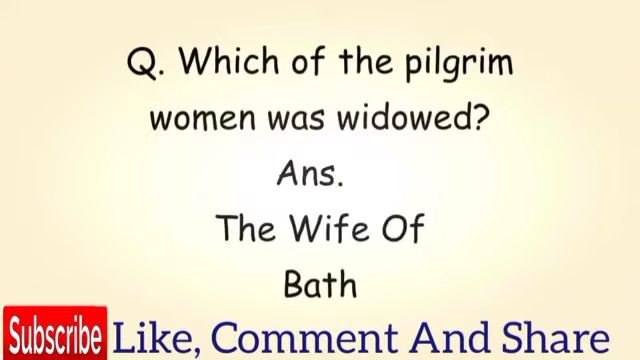 Q. Which of the pilgrim
women was widowed?
Ans.
The Wife Of
Bath
Subscribe Like, Comment And Share